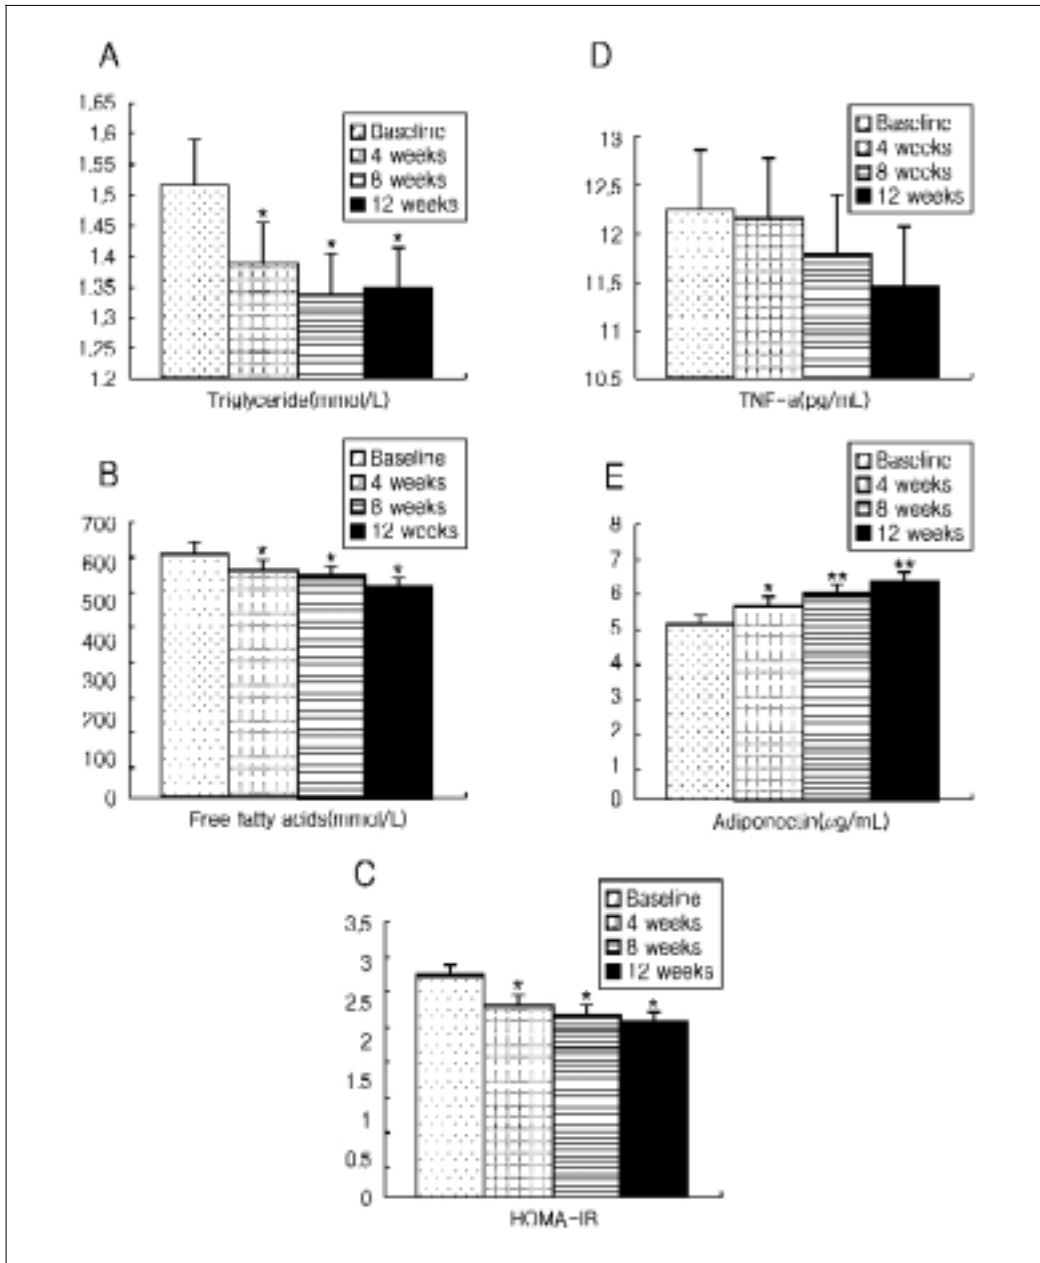 A
1.65
1.6
1.55
1.5
1.45
1.4
1.35
1.3
1.25
1.2
Baseline
4 weeks
8 weeks
12 weeks
*
*
*
Triglyceride(mmol/L)
D
13
12.5
12
11.5
11
10.5
Baseline
4 weeks
8 weeks
12 weeks
TNF-a(pg/mL)
B
700
600
500
400
300
200
100
0
Baseline
4 weeks
8 weeks
12 weeks
*
*
*
Free fatty acids(mmol/L)
E
8
7
6
5
4
3
2
1
0
Baseline
4 weeks
8 weeks
12 weeks
*
**
**
Adiponectin(μg/mL)
C
3.5
3
2.5
2
1.5
1
0.5
0
Baseline
4 weeks
8 weeks
12 weeks
*
*
*
HOMA-IR